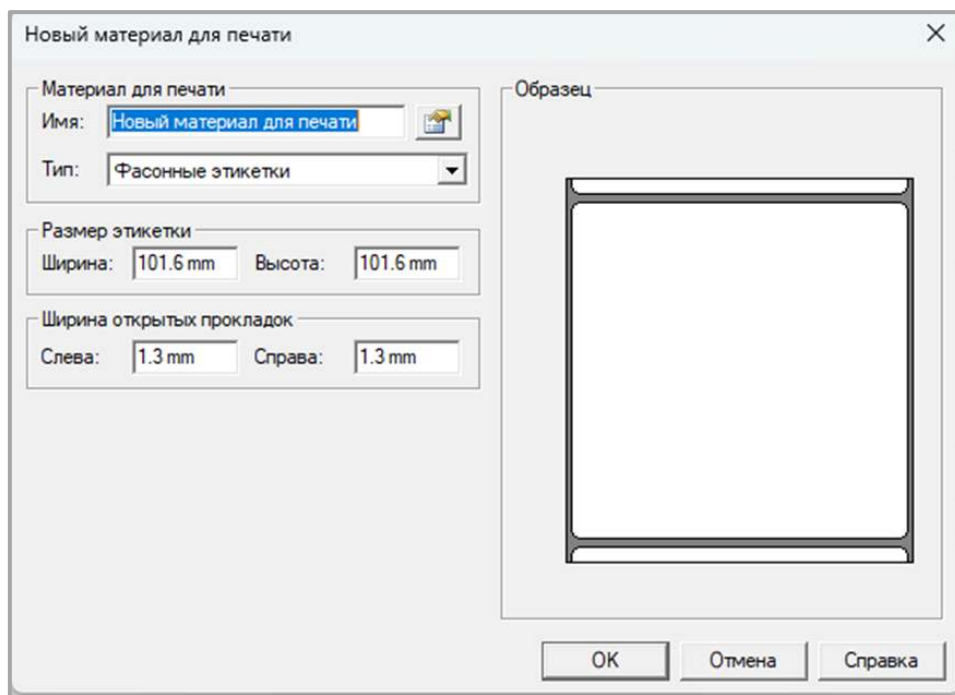 Новый материал для печати
Материал для печати
Имя: Новый материал для печати
Тип: Фасонные этикетки
Размер этикетки
Ширина: 101.6 mm Высота: 101.6 mm
Ширина открытых прокладок
Слева: 1.3 mm Справа: 1.3 mm
Образец
OK Отмена Справка